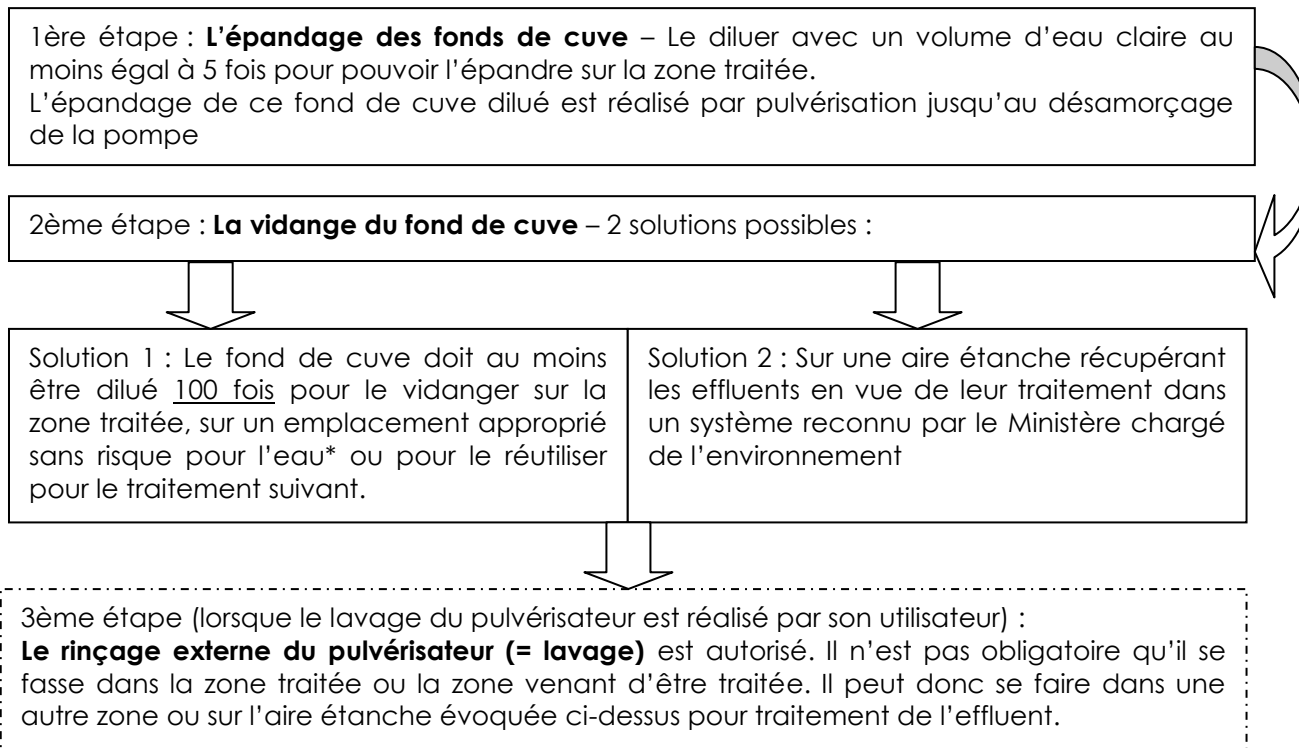 1ère étape : L'épandage des fonds de cuve – Le diluer avec un volume d'eau claire au
moins égal à 5 fois pour pouvoir l'épandre sur la zone traitée.
L'épandage de ce fond de cuve dilué est réalisé par pulvérisation jusqu'au désamorçage
de la pompe
2ème étape : La vidange du fond de cuve – 2 solutions possibles :
Solution 1 : Le fond de cuve doit au moins
être dilué 100 fois pour le vidanger sur la
zone traitée, sur un emplacement approprié
sans risque pour l'eau* ou pour le réutiliser
pour le traitement suivant.
Solution 2 : Sur une aire étanche récupérant
les effluents en vue de leur traitement dans
un système reconnu par le Ministère chargé
de l'environnement
3ème étape (lorsque le lavage du pulvérisateur est réalisé par son utilisateur) :
Le rinçage externe du pulvérisateur (= lavage) est autorisé. Il n'est pas obligatoire qu'il se
fasse dans la zone traitée ou la zone venant d'être traitée. Il peut donc se faire dans une
autre zone ou sur l'aire étanche évoquée ci-dessus pour traitement de l'effluent.